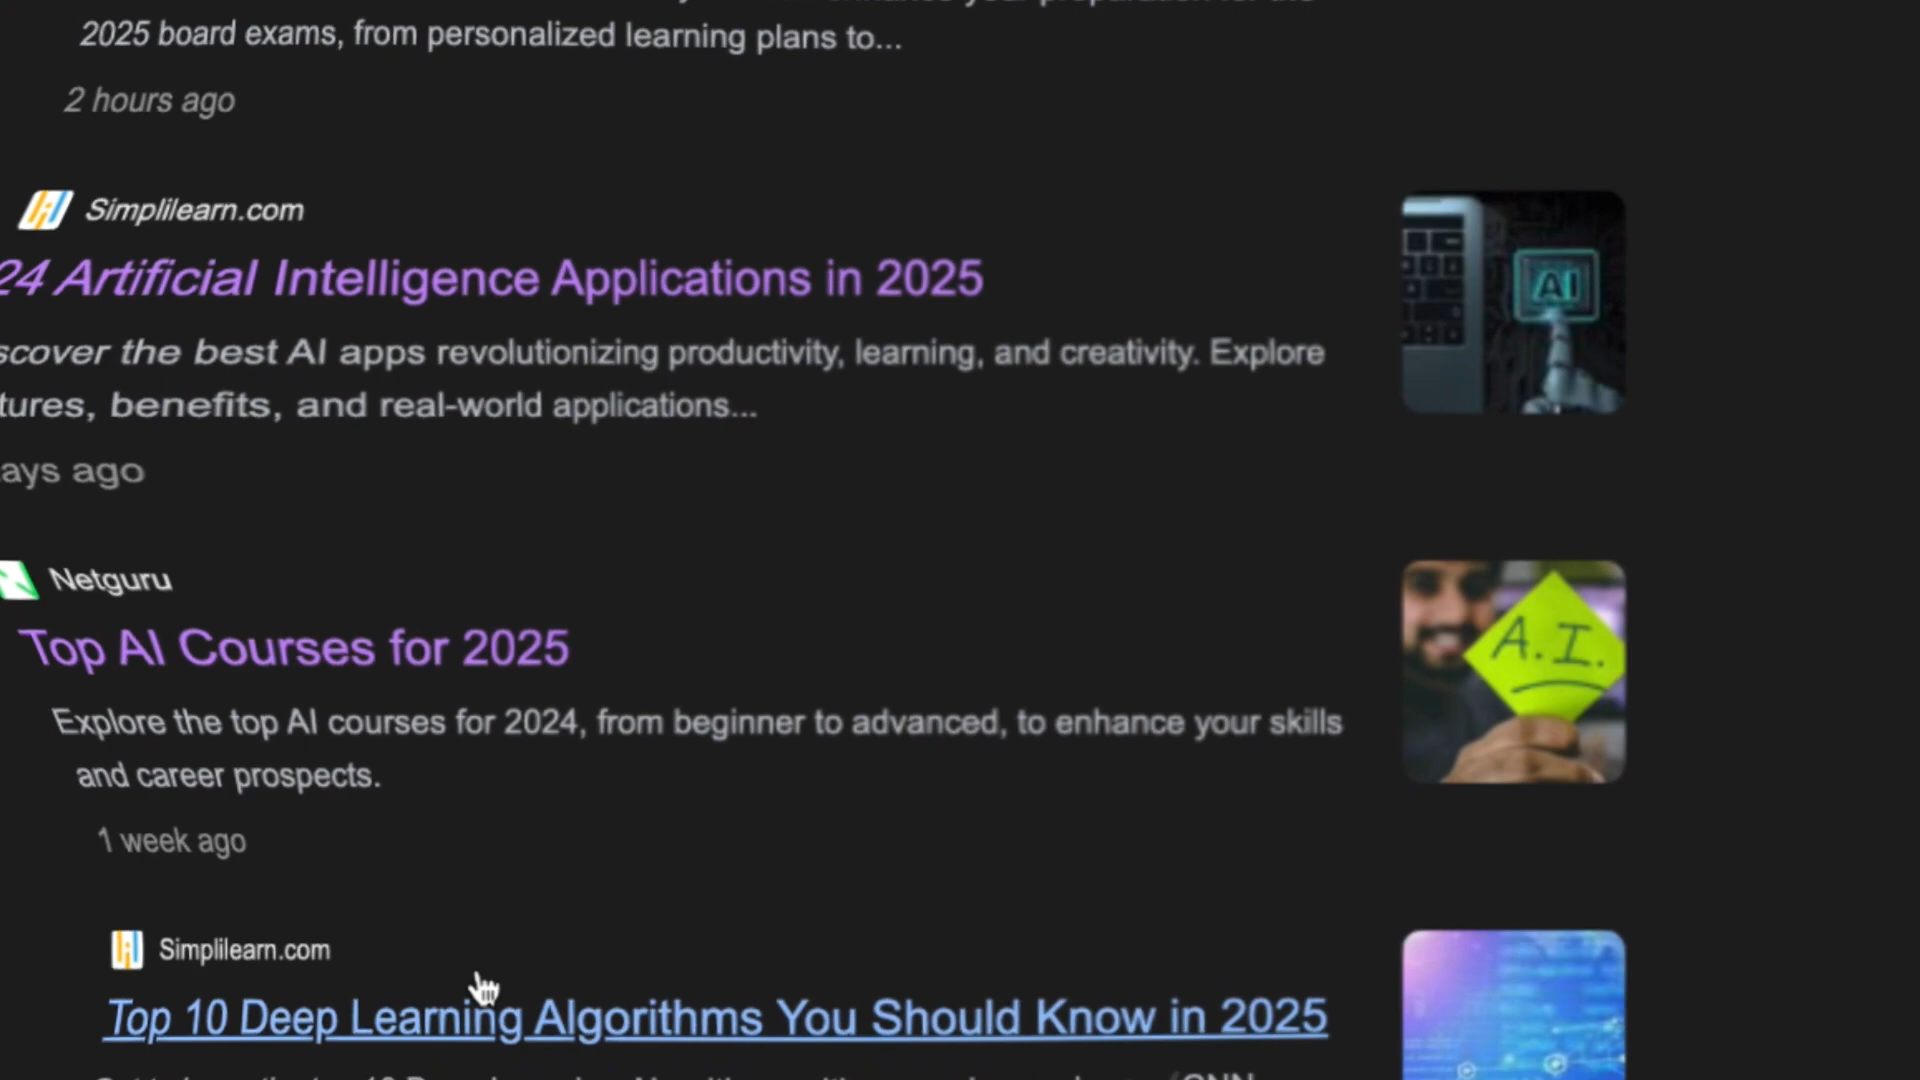 2025 board exams, from personalized learning plans to...
2 hours ago
Simplilearn.com
24 Artificial Intelligence Applications in 2025
the best AI apps revolutionizing productivity, learning, and creativity. Explore
benefits, and real-world applications...
ago
AI
Netguru
Top AI Courses for 2025
Explore the top AI courses for 2024, from beginner to advanced, to enhance your skills
and career prospects.
1 week ago
A.I.
Simplilearn.com
Top 10 Deep Learning Algorithms You Should Know in 2025